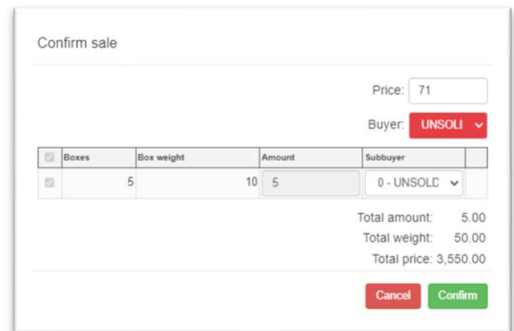 Confirm sale
Price: 71
Buyer: UNSOLI
Boxes Box weight Amount Subbuyer
5 10 5 0 - UNSOLD
Total amount: 5.00
Total weight: 50.00
Total price: 3,550.00
Cancel Confirm